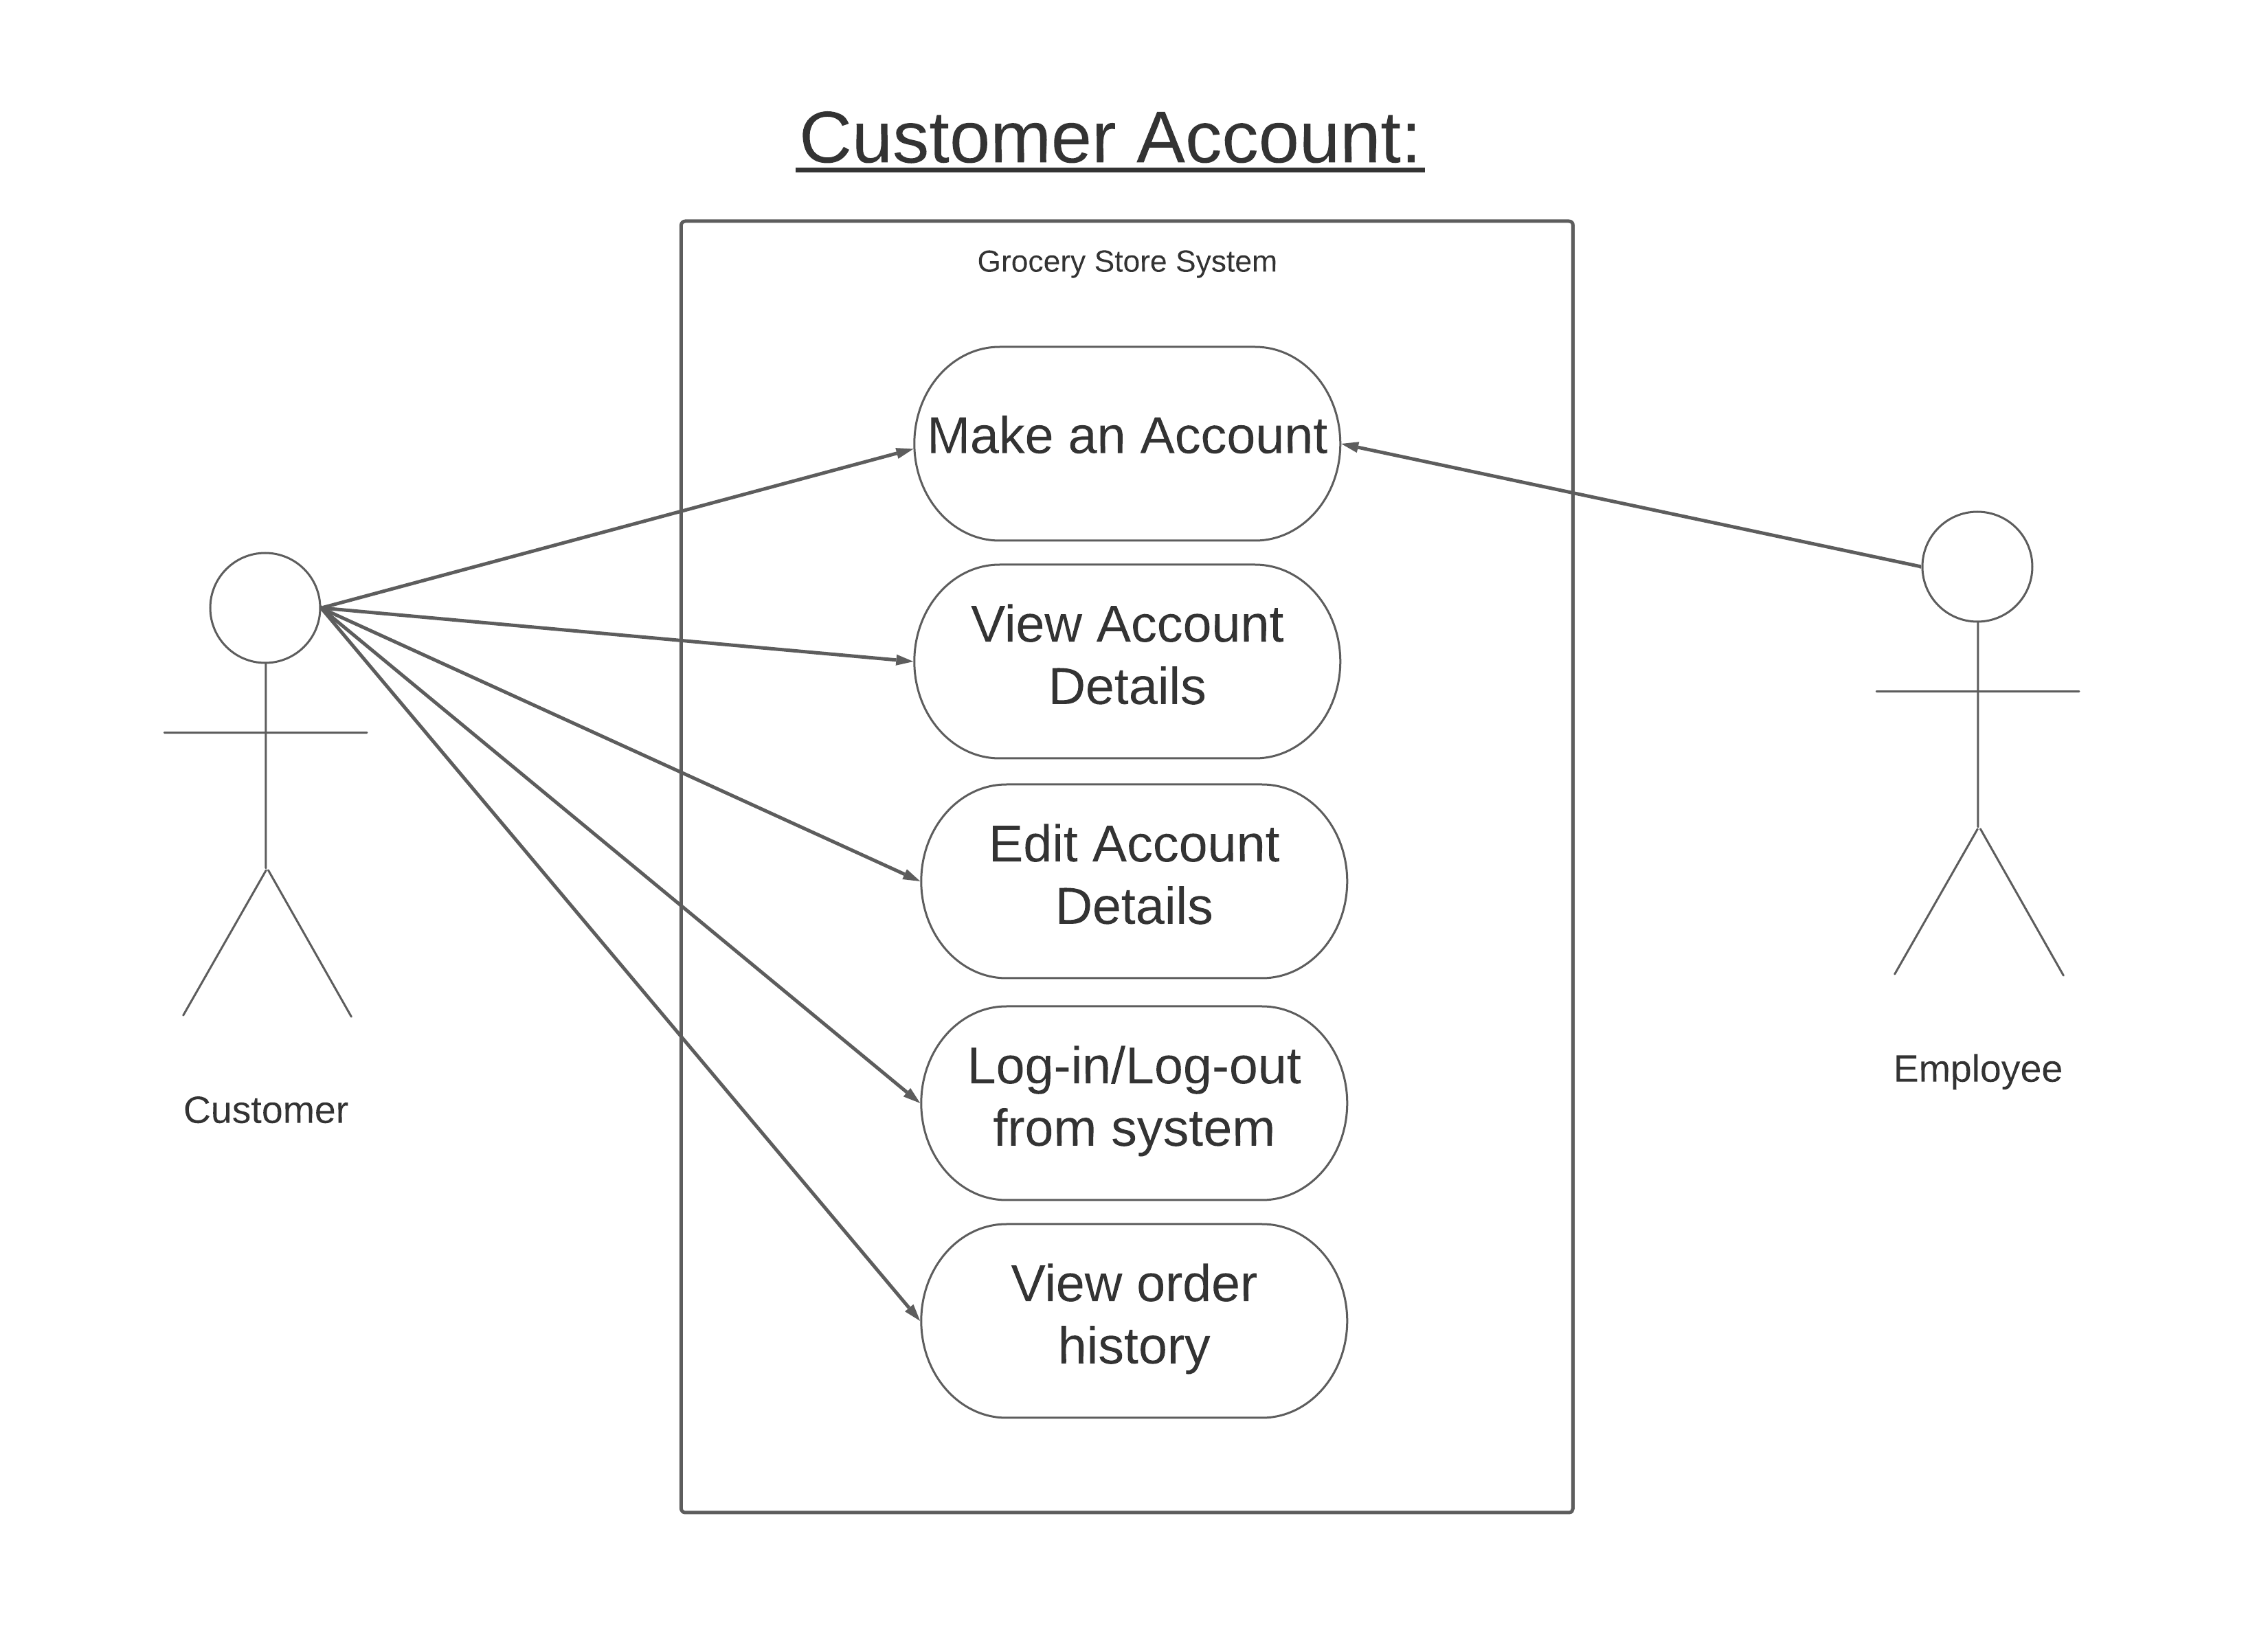 Customer Account:
Grocery Store System
Make an Account
View Account
Details
Edit Account
Details
Log-in/Log-out
from system
View order
history
Customer
Employee